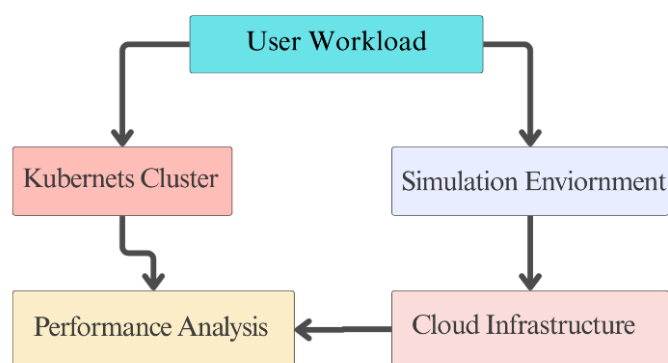 User Workload
Kubernets Cluster
Simulation Enviornment
Performance Analysis
Cloud Infrastructure